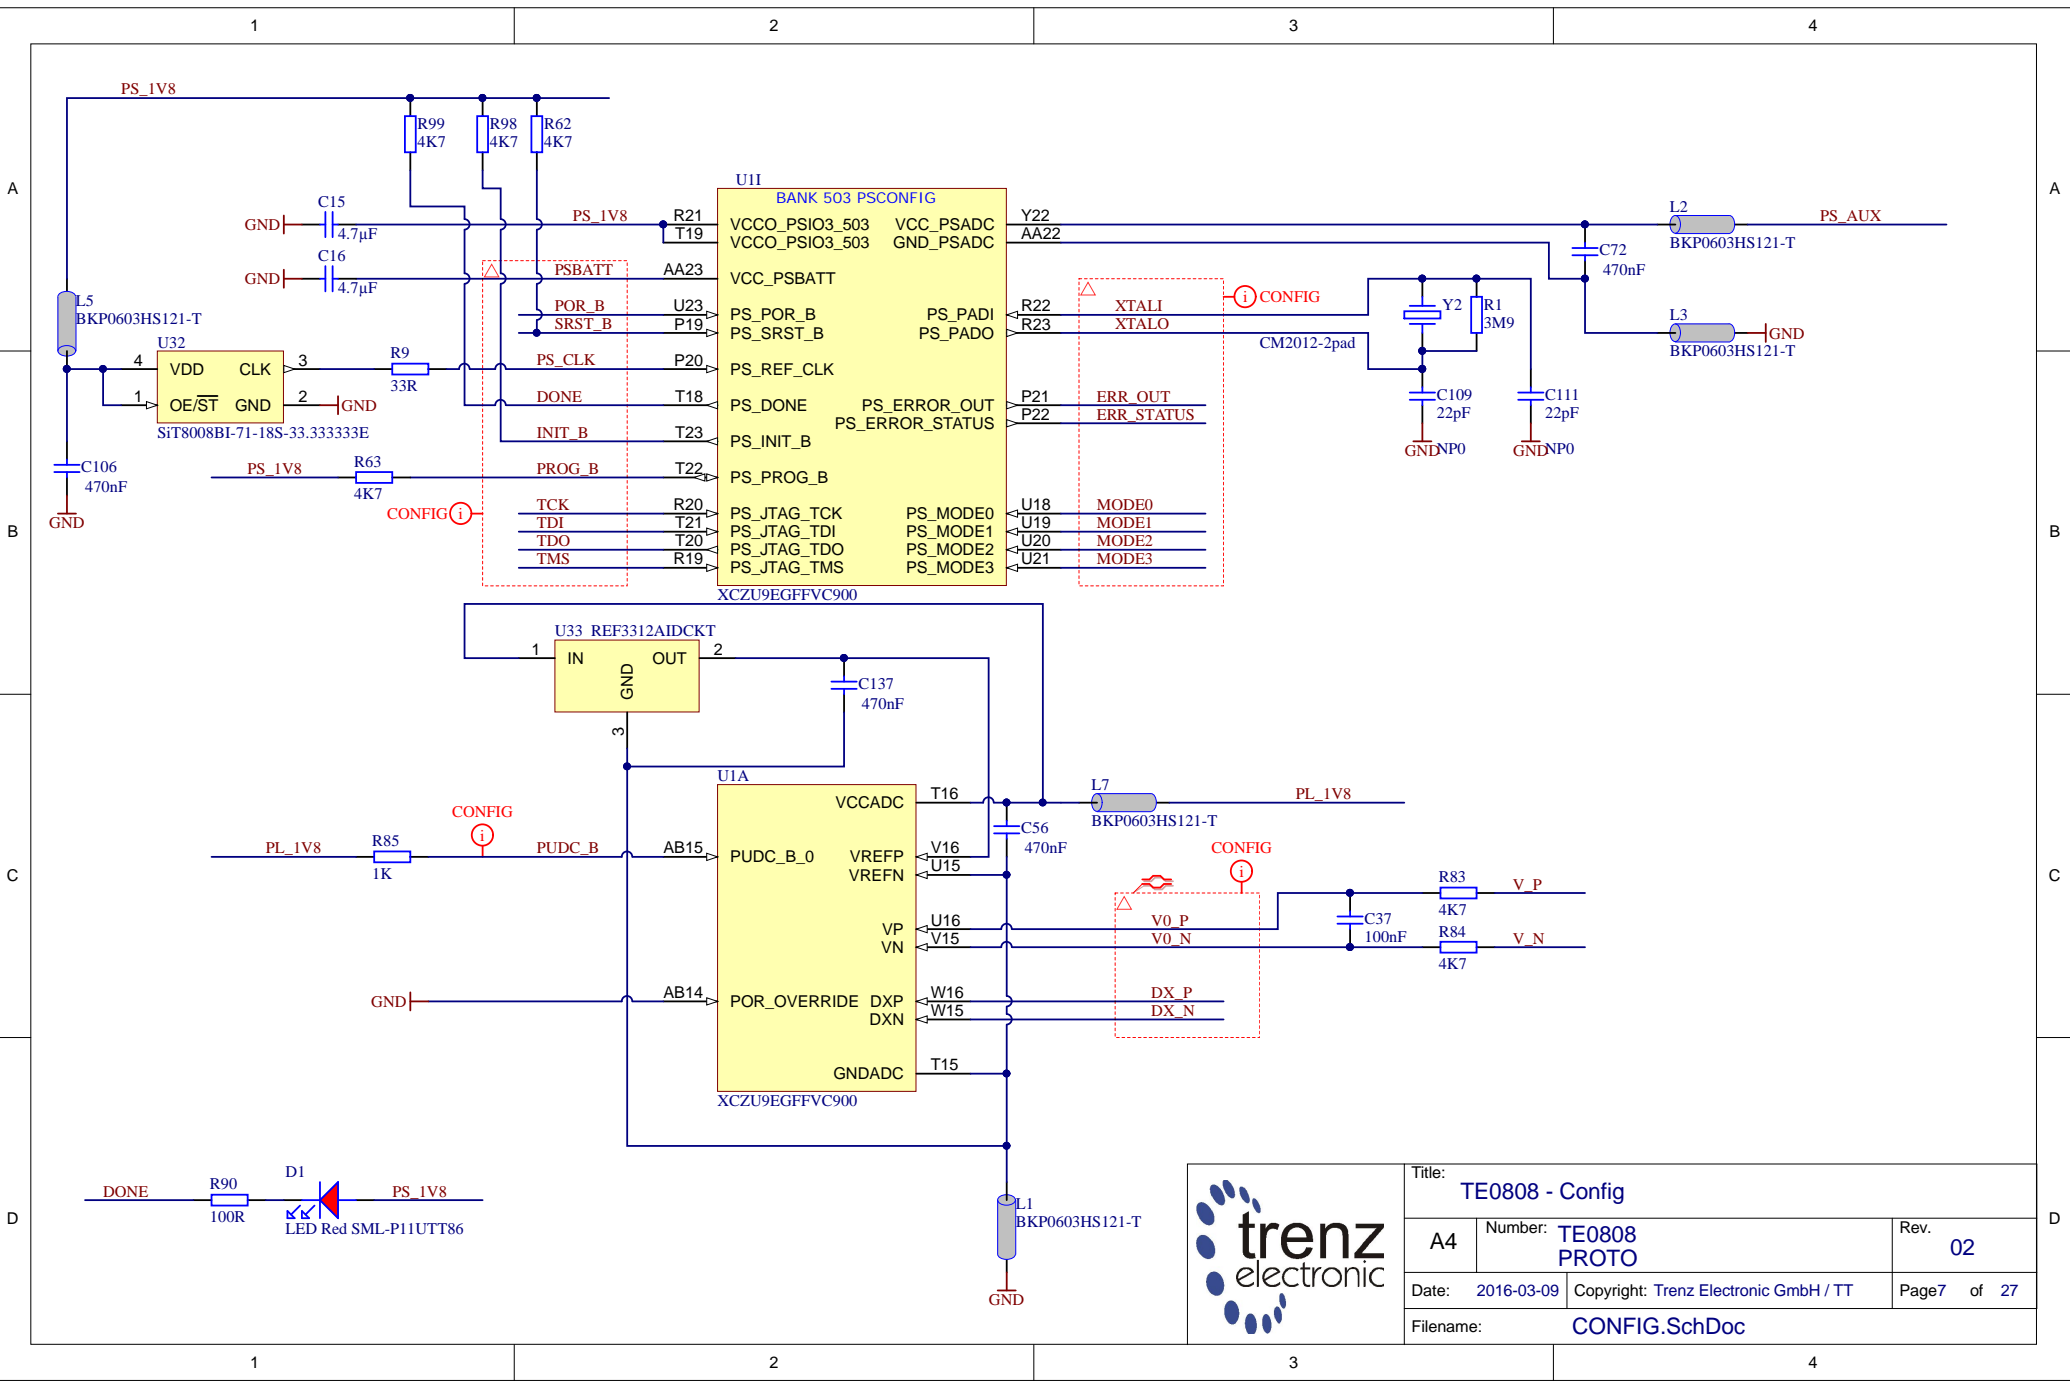 1 2 3 4
A
A
B
B
C
C
D
D
PS_1V8
R99
4K7
R98
4K7
R62
4K7
U1I
BANK 503 PSCONFIG
C15
4.7µF
GND
PS_1V8
R21
T19
VCCO_PSIO3_503
VCCO_PSIO3_503
C16
4.7µF
GND
PSBATT
AA23
VCC_PSBATT
POR_B
U23
PS_POR_B
SRST_B
P19
PS_SRST_B
PS_CLK
P20
PS_REF_CLK
DONE
T18
PS_DONE
INIT_B
T23
PS_INIT_B
PROG_B
T22
PS_PROG_B
TCK
R20
PS_JTAG_TCK
TDI
T21
PS_JTAG_TDI
TDO
T20
PS_JTAG_TDO
TMS
R19
PS_JTAG_TMS
VCC_PSADC
Y22
GND_PSADC
AA22
PS_PADI
R22
XTALI
PS_PADO
R23
XTALO
PS_ERROR_OUT
P21
ERR_OUT
PS_ERROR_STATUS
P22
ERR_STATUS
PS_MODE0
U18
MODE0
PS_MODE1
U19
MODE1
PS_MODE2
U20
MODE2
PS_MODE3
U21
MODE3
XCZU9EGFFVC900
i CONFIG
CONFIG i
L5
BKP0603HS121-T
U32
4
VDD
CLK
3
1
OE/ST
GND
2
GND
SiT8008BI-71-18S-33.333333E
R9
33R
C106
470nF
GND
PS_1V8
R63
4K7
L2
BKP0603HS121-T
PS_AUX
C72
470nF
L3
BKP0603HS121-T
GND
Y2
CM2012-2pad
R1
3M9
C109
22pF
GND NP0
C111
22pF
GND NP0
U33 REF3312AIDCKT
1
IN
OUT
2
GND
3
C137
470nF
U1A
VCCADC
T16
PUDC_B_0
AB15
VREFP
V16
VREFN
U15
VP
U16
VN
V15
POR_OVERRIDE
AB14
DXP
W16
DXN
W15
GNDADC
T15
XCZU9EGFFVC900
CONFIG
i
PL_1V8
R85
1K
PUDC_B
GND
L7
BKP0603HS121-T
PL_1V8
C56
470nF
CONFIG
i
V0_P
V0_N
DX_P
DX_N
C37
100nF
R83
4K7
V_P
R84
4K7
V_N
L1
BKP0603HS121-T
GND
DONE
R90
100R
D1
PS_1V8
LED Red SML-P11UTT86
trenz
electronic
Title:
TE0808 - Config
A4
Number: TE0808
PROTO
Rev.
02
Date: 2016-03-09
Copyright: Trenz Electronic GmbH / TT
Page7 of 27
Filename: CONFIG.SchDoc
1 2 3 4